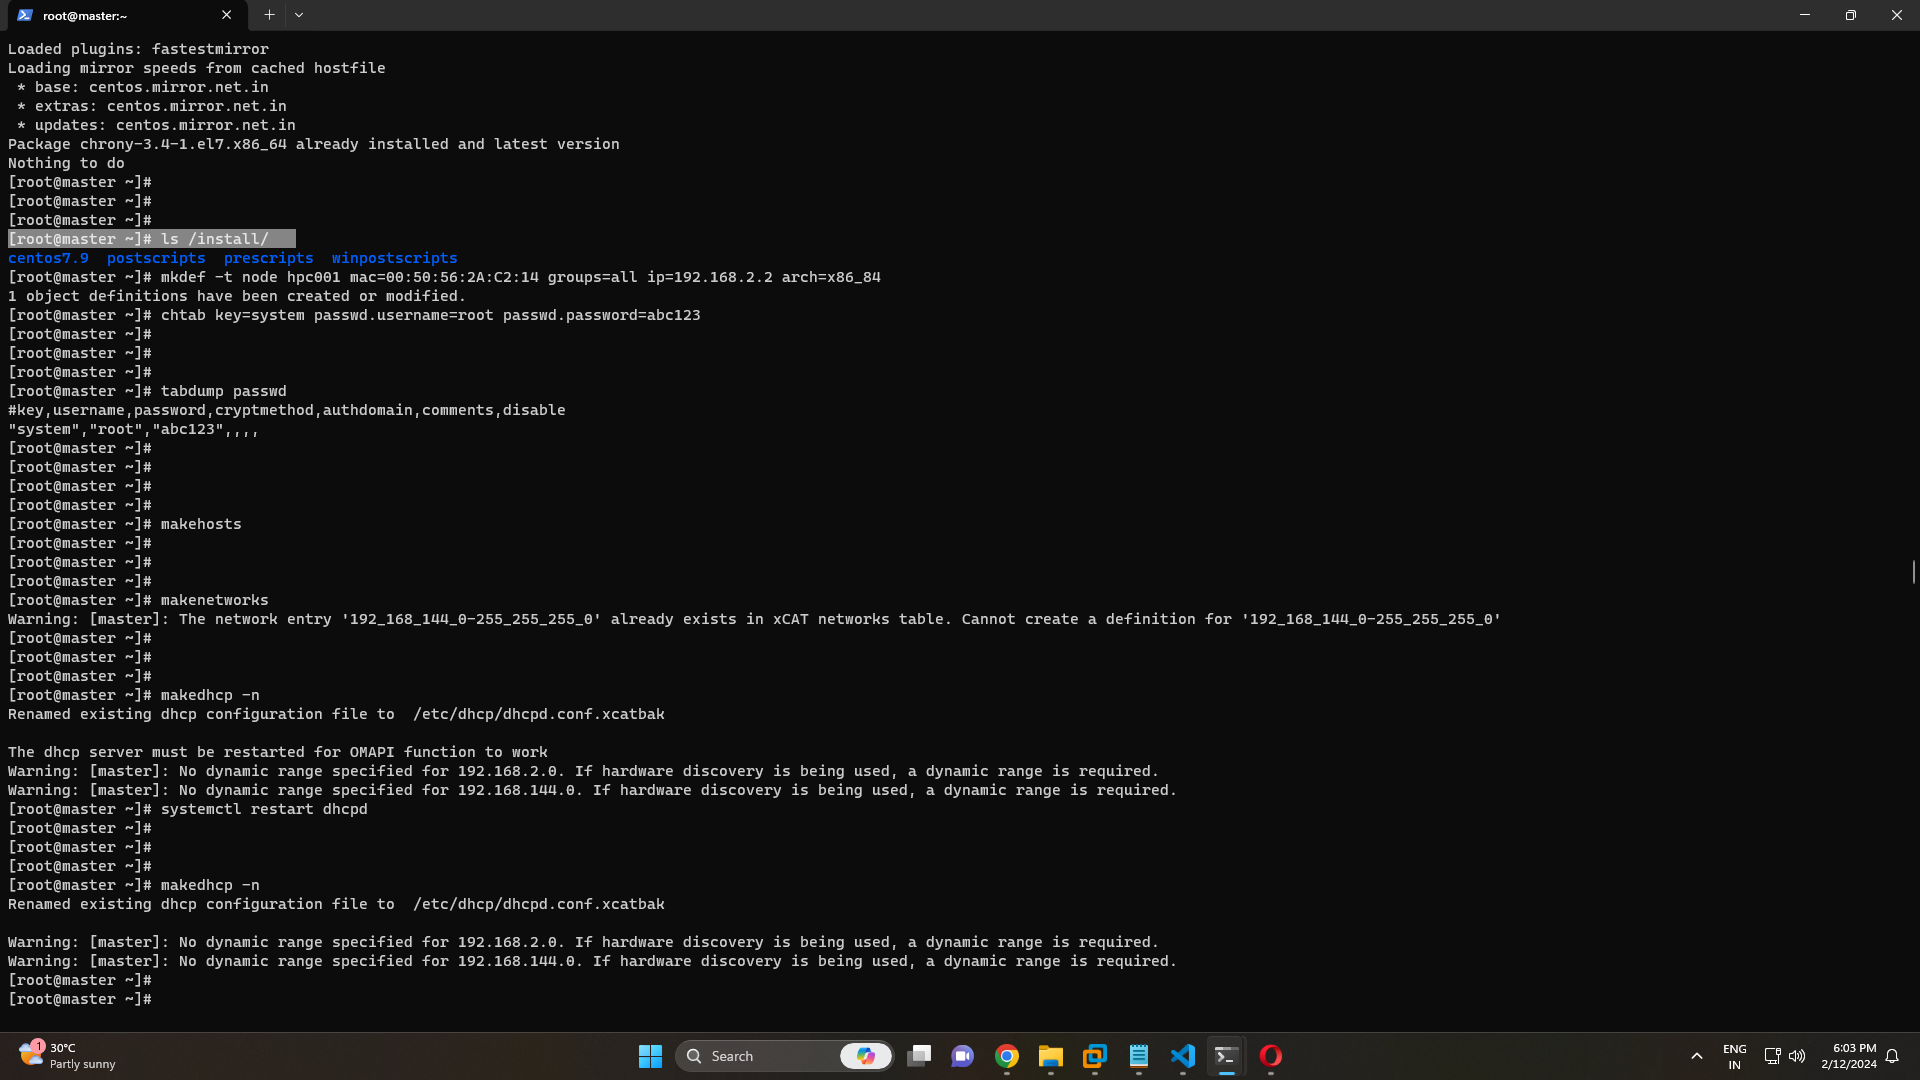 root@master:~
Loaded plugins: fastestmirror
Loading mirror speeds from cached hostfile
 * base: centos.mirror.net.in
 * extras: centos.mirror.net.in
 * updates: centos.mirror.net.in
Package chrony-3.4-1.el7.x86_64 already installed and latest version
Nothing to do
[root@master ~]#
[root@master ~]#
[root@master ~]#
[root@master ~]# ls /install/
centos7.9  postscripts  prescripts  winpostscripts
[root@master ~]# mkdef -t node hpc001 mac=00:50:56:2A:C2:14 groups=all ip=192.168.2.2 arch=x86_84
1 object definitions have been created or modified.
[root@master ~]# chtab key=system passwd.username=root passwd.password=abc123
[root@master ~]#
[root@master ~]#
[root@master ~]#
[root@master ~]# tabdump passwd
#key,username,password,cryptmethod,authdomain,comments,disable
"system","root","abc123",,,,
[root@master ~]#
[root@master ~]#
[root@master ~]#
[root@master ~]#
[root@master ~]# makehosts
[root@master ~]#
[root@master ~]#
[root@master ~]#
[root@master ~]# makenetworks
Warning: [master]: The network entry '192_168_144_0-255_255_255_0' already exists in xCAT networks table. Cannot create a definition for '192_168_144_0-255_255_255_0'
[root@master ~]#
[root@master ~]#
[root@master ~]#
[root@master ~]# makedhcp -n
Renamed existing dhcp configuration file to  /etc/dhcp/dhcpd.conf.xcatbak

The dhcp server must be restarted for OMAPI function to work
Warning: [master]: No dynamic range specified for 192.168.2.0. If hardware discovery is being used, a dynamic range is required.
Warning: [master]: No dynamic range specified for 192.168.144.0. If hardware discovery is being used, a dynamic range is required.
[root@master ~]# systemctl restart dhcpd
[root@master ~]#
[root@master ~]#
[root@master ~]#
[root@master ~]# makedhcp -n
Renamed existing dhcp configuration file to  /etc/dhcp/dhcpd.conf.xcatbak

Warning: [master]: No dynamic range specified for 192.168.2.0. If hardware discovery is being used, a dynamic range is required.
Warning: [master]: No dynamic range specified for 192.168.144.0. If hardware discovery is being used, a dynamic range is required.
[root@master ~]#
[root@master ~]#
1
30°C
Partly sunny
Search
ENG
IN
6:03 PM
2/12/2024